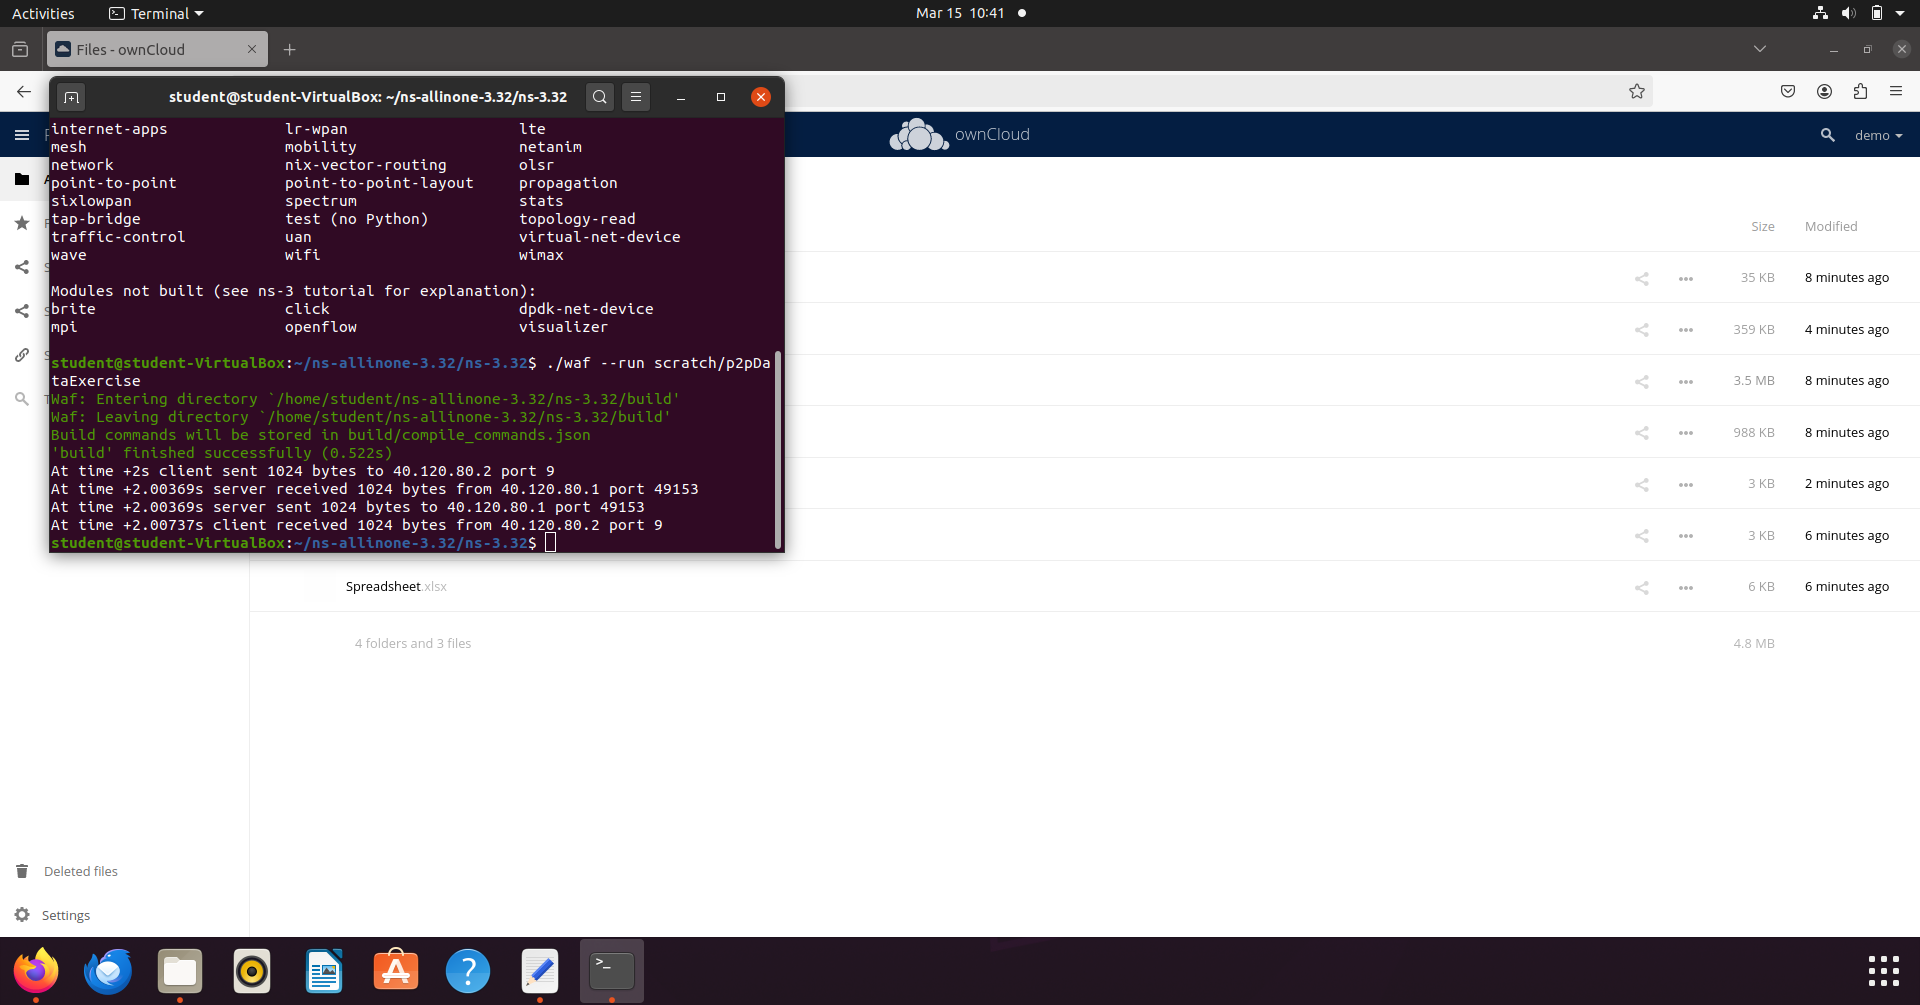 Activities
Terminal
Mar 15 10:41
Files - ownCloud
student@student-VirtualBox: ~/ns-allinone-3.32/ns-3.32
ownCloud
demo
internet-apps lr-wpan lte
mesh mobility netanim
network nix-vector-routing olsr
point-to-point point-to-point-layout propagation
sixlowpan spectrum stats
tap-bridge test (no Python) topology-read
traffic-control uan virtual-net-device
wave wifi wimax
Modules not built (see ns-3 tutorial for explanation):
brite click dpdk-net-device
mpi openflow visualizer
student@student-VirtualBox:~/ns-allinone-3.32/ns-3.32$ ./waf --run scratch/p2pDa
taExercise
Waf: Entering directory `/home/student/ns-allinone-3.32/ns-3.32/build'
Waf: Leaving directory `/home/student/ns-allinone-3.32/ns-3.32/build'
Build commands will be stored in build/compile_commands.json
'build' finished successfully (0.522s)
At time +2s client sent 1024 bytes to 40.120.80.2 port 9
At time +2.00369s server received 1024 bytes from 40.120.80.1 port 49153
At time +2.00369s server sent 1024 bytes to 40.120.80.1 port 49153
At time +2.00737s client received 1024 bytes from 40.120.80.2 port 9
student@student-VirtualBox:~/ns-allinone-3.32/ns-3.32$
Size Modified
35 KB 8 minutes ago
359 KB 4 minutes ago
3.5 MB 8 minutes ago
988 KB 8 minutes ago
3 KB 2 minutes ago
3 KB 6 minutes ago
Spreadsheet.xlsx 6 KB 6 minutes ago
4 folders and 3 files 4.8 MB
Deleted files
Settings